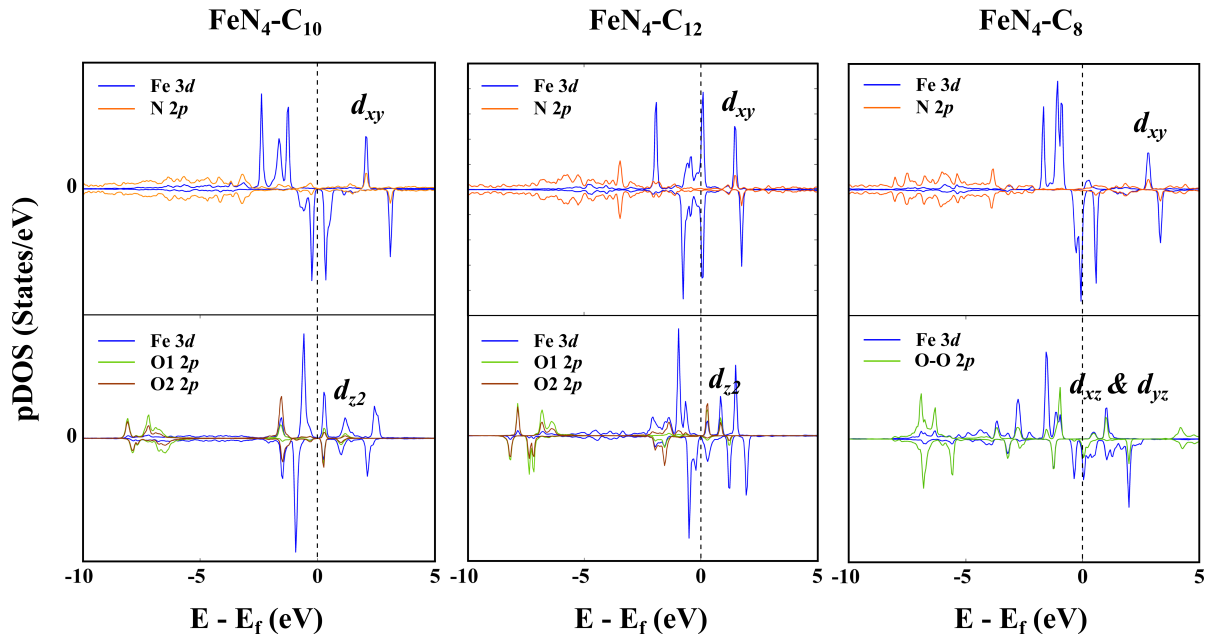 FeN₄-C₁₀ FeN₄-C₁₂ FeN₄-C₈
Fe 3d
N 2p
dxy
Fe 3d
N 2p
dxy
Fe 3d
N 2p
dxy
0
Fe 3d
O1 2p
O2 2p
dz2
Fe 3d
O1 2p
O2 2p
dz2
Fe 3d
O-O 2p
dxz & dyz
0
pDOS (States/eV)
-10 -5 0 5
-10 -5 0 5
-10 -5 0 5
E - Ef (eV) E - Ef (eV) E - Ef (eV)